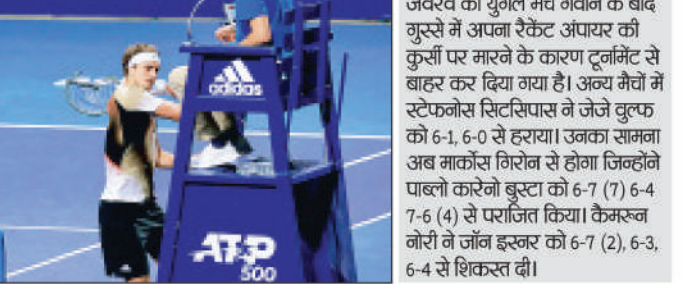 adidas
ATP
500
जवरेव को युगल मैच गंवाने के बाद
गुस्से में अपना रैकेट अंपायर की
कुर्सी पर मारने के कारण टूर्नामेंट से
बाहर कर दिया गया है। अन्य मैचों में
स्टेफनोस सिटसिपास ने जेजे वुल्फ
को 6-1, 6-0 से हराया। उनका सामना
अब मार्कोस गिरोन से होगा जिन्होंने
पाब्लो कारेनो बुस्टा को 6-7 (7) 6-4
7-6 (4) से पराजित किया। कैमरून
नोरी ने जॉन इस्नर को 6-7 (2), 6-3,
6-4 से शिकस्त दी।